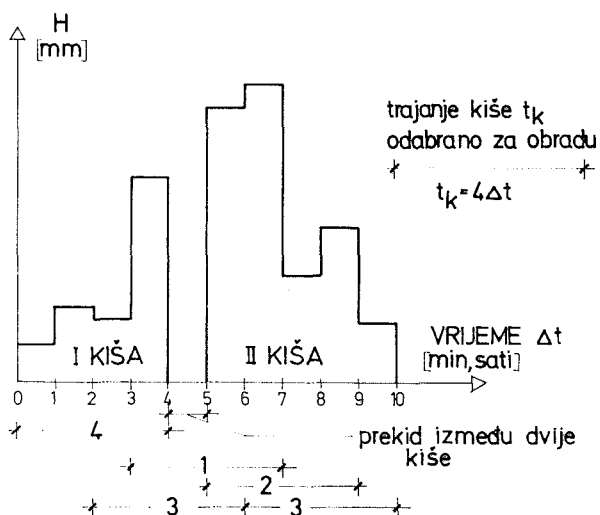 H
[mm]
trajanje kiše tk
odabrano za obradu
tk=4Δt
I KIŠA
II KIŠA
VRIJEME Δt
[min,sati]
0 1 2 3 4 5 6 7 8 9 10
4
prekid između dvije
kiše
1
2
3
3